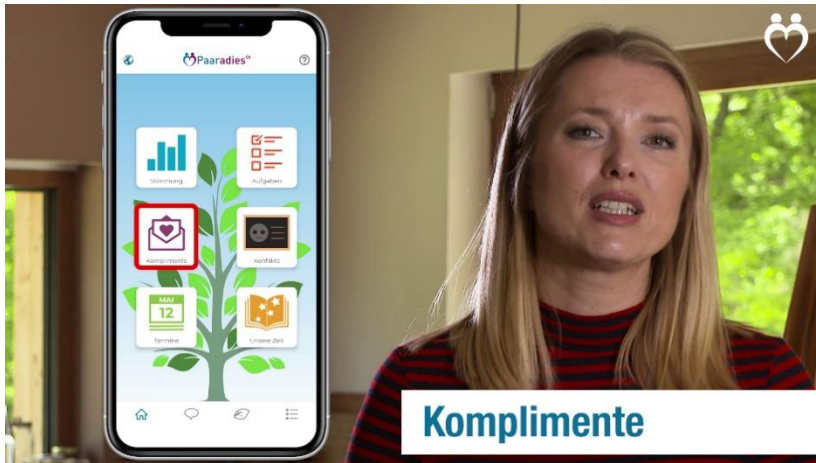 Paaradies
Stimmung
Aufgaben
Komplimente
Konflikte
MAI
12
Termine
Unsere Zeit
Komplimente